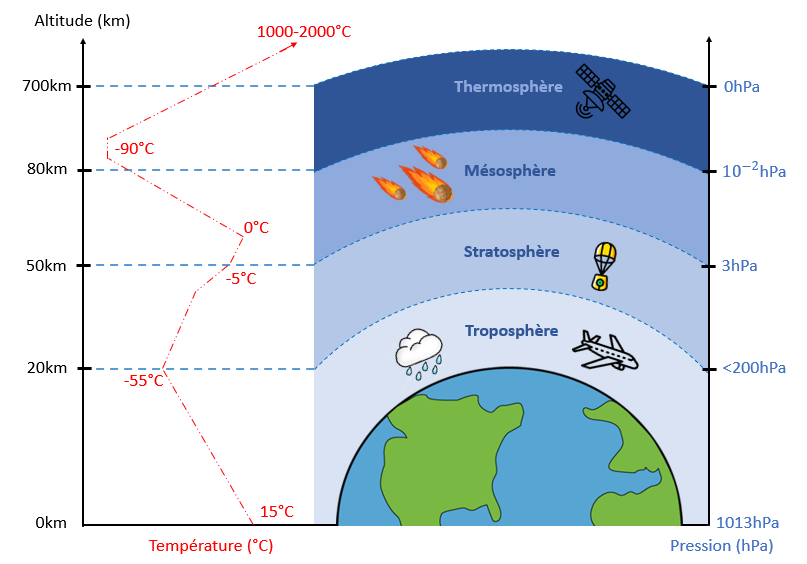 Altitude (km)
1000-2000°C
700km
Thermosphère
0hPa
-90°C
80km
Mésosphère
10⁻²hPa
0°C
Stratosphère
50km
-5°C
3hPa
Troposphère
20km
-55°C
<200hPa
15°C
0km
1013hPa
Température (°C)
Pression (hPa)